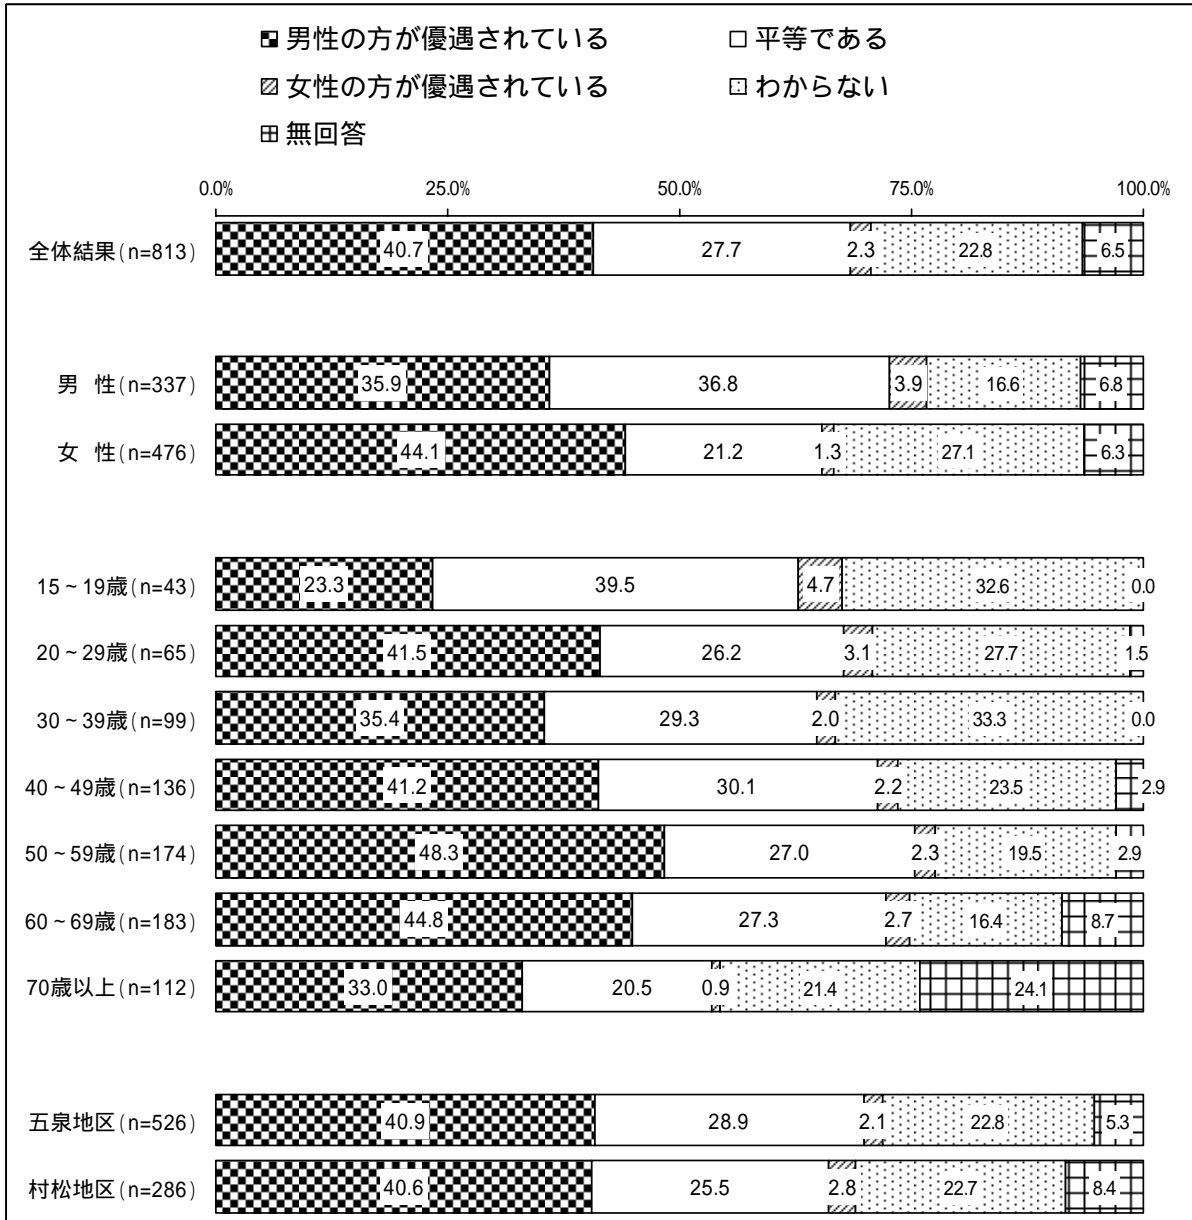 男性の方が優遇されている 平等である
女性の方が優遇されている わからない
無回答
0.0% 25.0% 50.0% 75.0% 100.0%
全体結果(n=813) 40.7 27.7 2.3 22.8 6.5
男 性(n=337) 35.9 36.8 3.9 16.6 6.8
女 性(n=476) 44.1 21.2 1.3 27.1 6.3
15~19歳(n=43) 23.3 39.5 4.7 32.6 0.0
20~29歳(n=65) 41.5 26.2 3.1 27.7 1.5
30~39歳(n=99) 35.4 29.3 2.0 33.3 0.0
40~49歳(n=136) 41.2 30.1 2.2 23.5 2.9
50~59歳(n=174) 48.3 27.0 2.3 19.5 2.9
60~69歳(n=183) 44.8 27.3 2.7 16.4 8.7
70歳以上(n=112) 33.0 20.5 0.9 21.4 24.1
五泉地区(n=526) 40.9 28.9 2.1 22.8 5.3
村松地区(n=286) 40.6 25.5 2.8 22.7 8.4